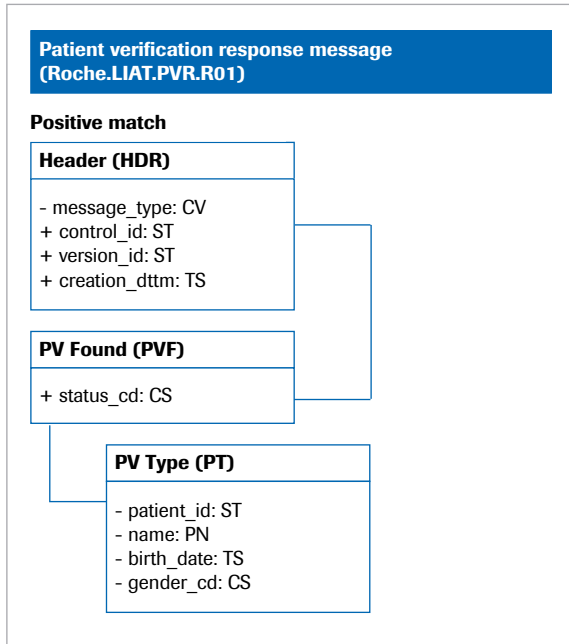 Patient verification response message
(Roche.LIAT.PVR.R01)
Positive match
Header (HDR)
- message_type: CV
+ control_id: ST
+ version_id: ST
+ creation_dttm: TS
PV Found (PVF)
+ status_cd: CS
PV Type (PT)
- patient_id: ST
- name: PN
- birth_date: TS
- gender_cd: CS